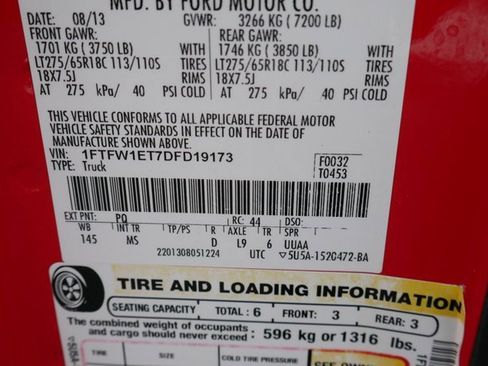 MFD. BY FORD MOTOR CO.
DATE: 08/13 GVWR: 3266 KG ( 7200 LB)
FRONT GAWR: REAR GAWR:
1701 KG ( 3750 LB) WITH 1746 KG ( 3850 LB) WITH
LT275/65R18C 113/110S TIRES LT275/65R18C 113/110S TIRES
18X7.5J RIMS 18X7.5J RIMS
AT 275 kPa/ 40 PSI COLD AT 275 kPa/ 40 PSI COLD
THIS VEHICLE CONFORMS TO ALL APPLICABLE FEDERAL MOTOR
VEHICLE SAFETY STANDARDS IN EFFECT ON THE DATE OF
MANUFACTURE SHOWN ABOVE.
VIN: 1FTFW1ET7DFD19173 F0032
TYPE: Truck T0453
EXT PNT: PQ RC: 44 DSO:
WB INT TR TP/PS R AXLE TR SPR
145 MS D L9 6 UUAA
2201308051224 UTC ▽5U5A-1520472-BA
TIRE AND LOADING INFORMATION
SEATING CAPACITY TOTAL : 6 FRONT: 3 REAR: 3
The combined weight of occupants
and cargo should never exceed : 596 kg or 1316 lbs.
TIRE SIZE COLD TIRE PRESSURE